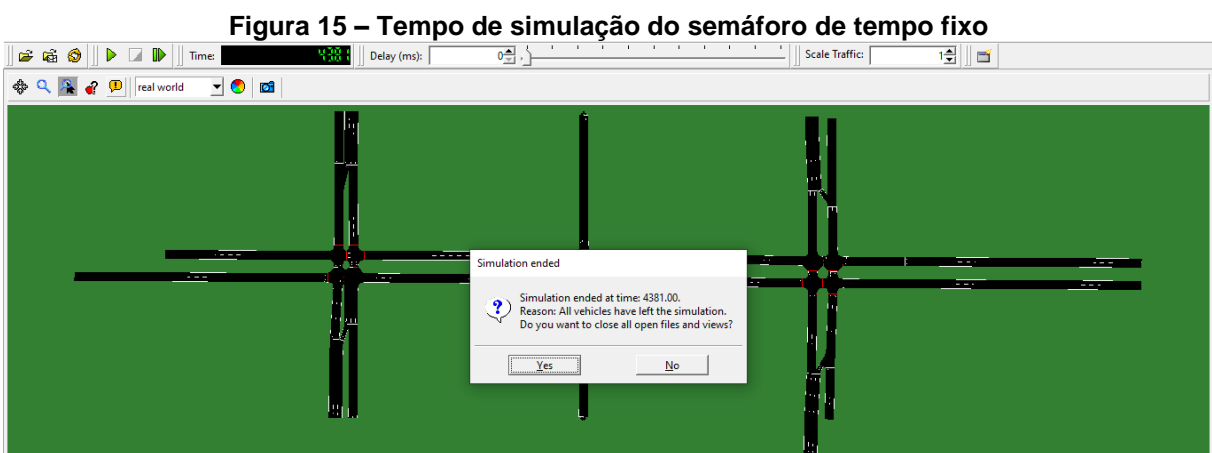 Figura 15 – Tempo de simulação do semáforo de tempo fixo
Time: 4381 Delay (ms): 0 Scale Traffic: 1
real world
Simulation ended
Simulation ended at time: 4381.00.
Reason: All vehicles have left the simulation.
Do you want to close all open files and views?
Yes No